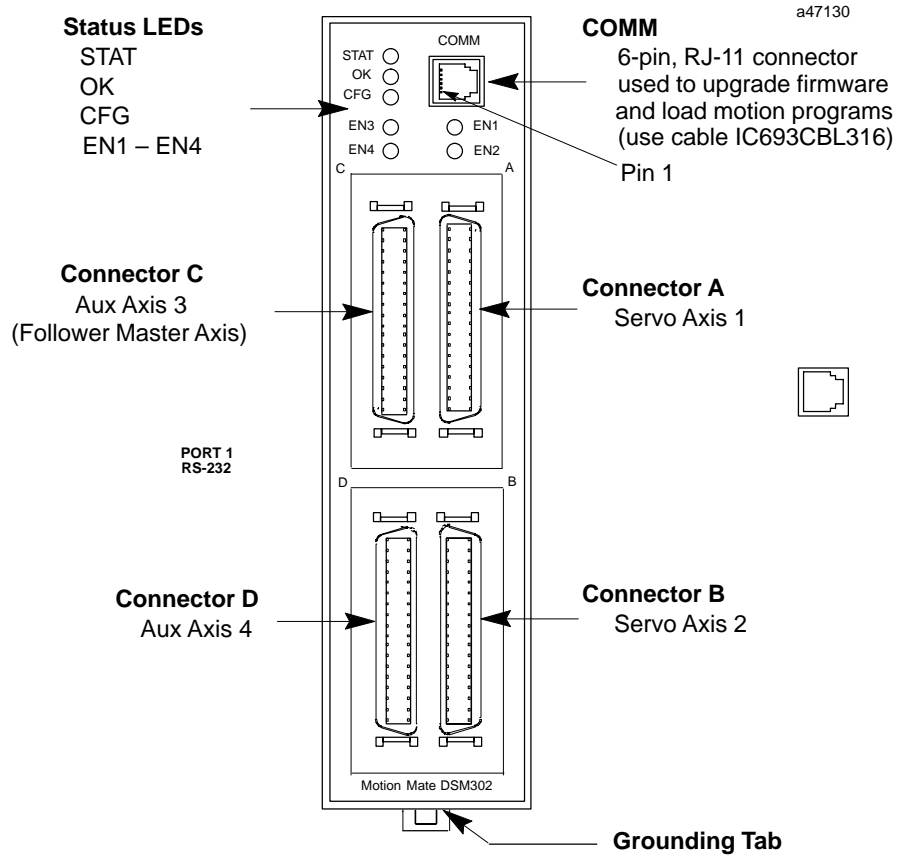 a47130
Status LEDs
STAT
OK
CFG
EN1 – EN4
COMM
6-pin, RJ-11 connector
used to upgrade firmware
and load motion programs
(use cable IC693CBL316)
Pin 1
STAT
OK
CFG
EN3
EN4
COMM
EN1
EN2
C
A
Connector C
Aux Axis 3
(Follower Master Axis)
Connector A
Servo Axis 1
PORT 1
RS-232
D
B
Connector D
Aux Axis 4
Connector B
Servo Axis 2
Motion Mate DSM302
Grounding Tab